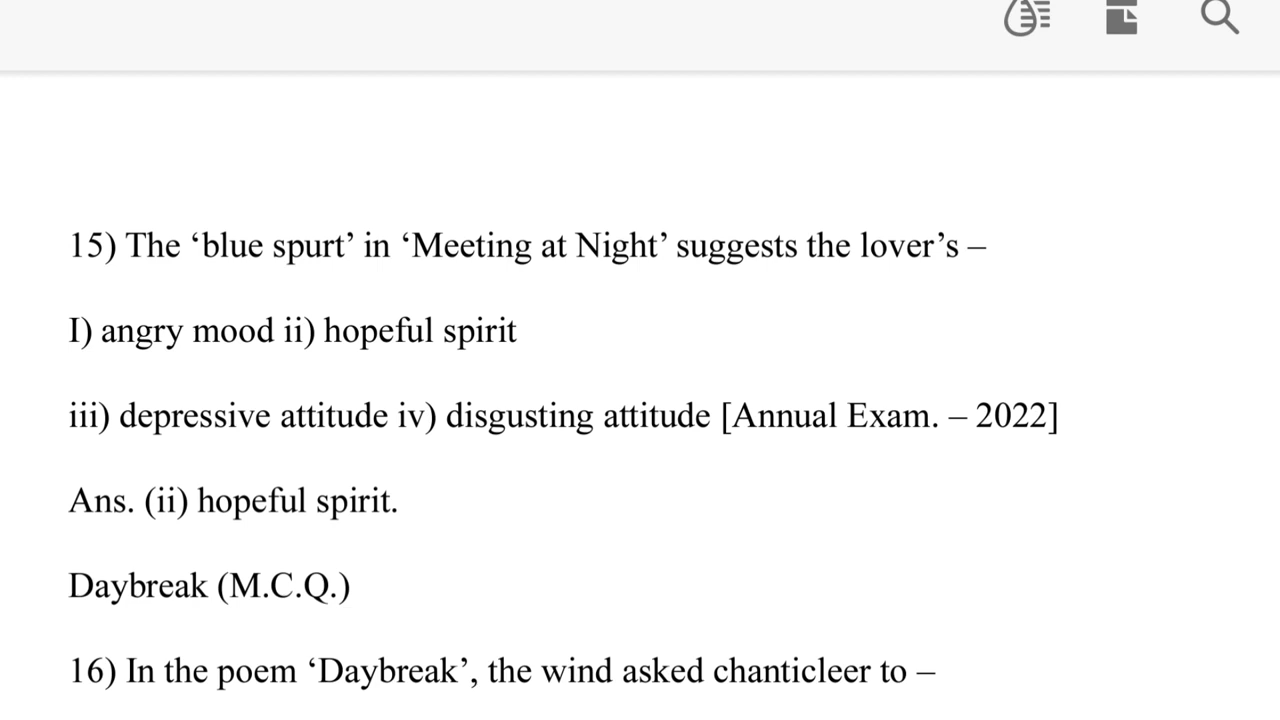 15) The ‘blue spurt’ in ‘Meeting at Night’ suggests the lover’s –
I) angry mood ii) hopeful spirit
iii) depressive attitude iv) disgusting attitude [Annual Exam. – 2022]
Ans. (ii) hopeful spirit.
Daybreak (M.C.Q.)
16) In the poem ‘Daybreak’, the wind asked chanticleer to –